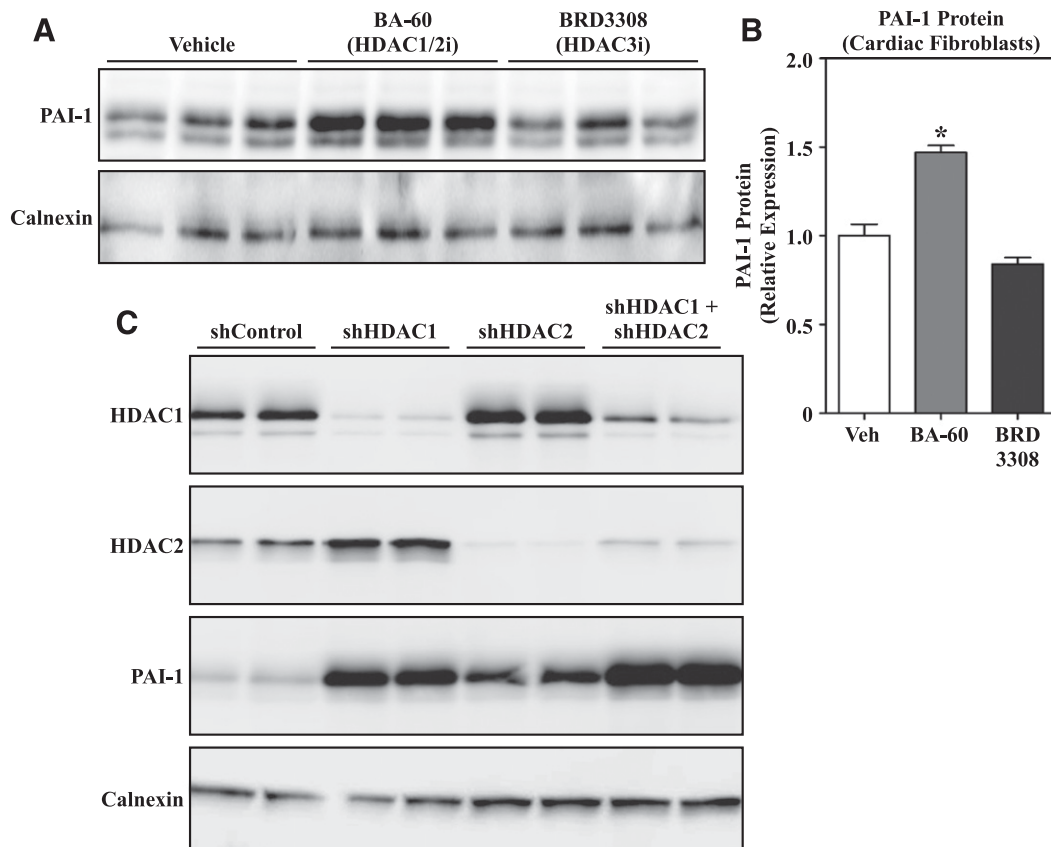 A
Vehicle
BA-60
(HDAC1/2i)
BRD3308
(HDAC3i)
PAI-1
Calnexin
B
PAI-1 Protein
(Cardiac Fibroblasts)
PAI-1 Protein
(Relative Expression)
2.0
1.5
1.0
0.5
0
*
Veh
BA-60
BRD
3308
C
shControl
shHDAC1
shHDAC2
shHDAC1 +
shHDAC2
HDAC1
HDAC2
PAI-1
Calnexin